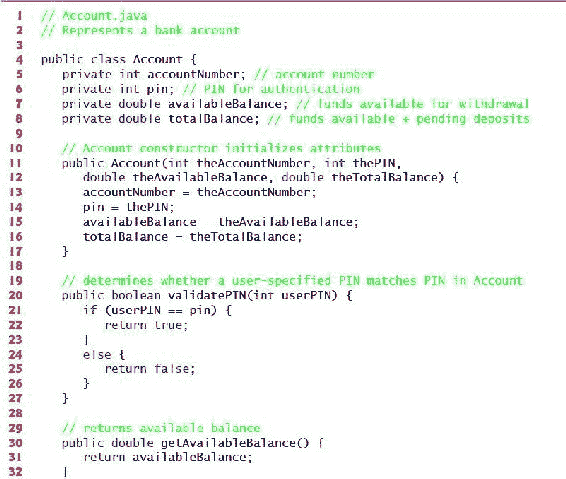 1 // Account.java
2 // Represents a bank account
3
4 public class Account {
5 private int accountNumber; // account number
6 private int pin; // PIN for authentication
7 private double availableBalance; // funds available for withdrawal
8 private double totalBalance; // funds available + pending deposits
9
10 // Account constructor initializes attributes
11 public Account(int theAccountNumber, int thePIN,
12 double theAvailableBalance, double theTotalBalance) {
13 accountNumber = theAccountNumber;
14 pin = thePIN;
15 availableBalance = theAvailableBalance;
16 totalBalance = theTotalBalance;
17 }
18
19 // determines whether a user-specified PIN matches PIN in Account
20 public boolean validatePIN(int userPIN) {
21 if (userPIN == pin) {
22 return true;
23 }
24 else {
25 return false;
26 }
27 }
28
29 // returns available balance
30 public double getAvailableBalance() {
31 return availableBalance;
32 }